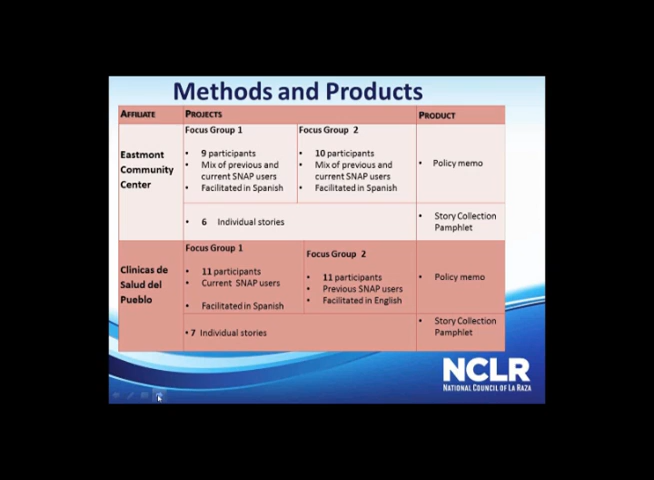 Methods and Products
AFFILIATE PROJECTS PRODUCT
Eastmont Community Center
Focus Group 1
• 9 participants
• Mix of previous and current SNAP users
• Facilitated in Spanish
Focus Group 2
• 10 participants
• Mix of previous and current SNAP users
• Facilitated in Spanish
• Policy memo
• 6 Individual stories
• Story Collection Pamphlet
Clinicas de Salud del Pueblo
Focus Group 1
• 11 participants
• Current SNAP users
• Facilitated in Spanish
Focus Group 2
• 11 participants
• Previous SNAP users
• Facilitated in English
• Policy memo
• 7 Individual stories
• Story Collection Pamphlet
NCLR
NATIONAL COUNCIL OF LA RAZA